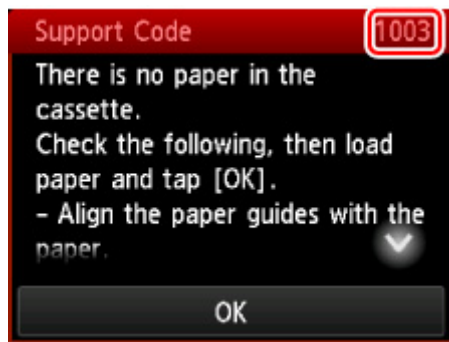 Support Code 1003
There is no paper in the
cassette.
Check the following, then load
paper and tap [OK].
– Align the paper guides with the
paper.
OK